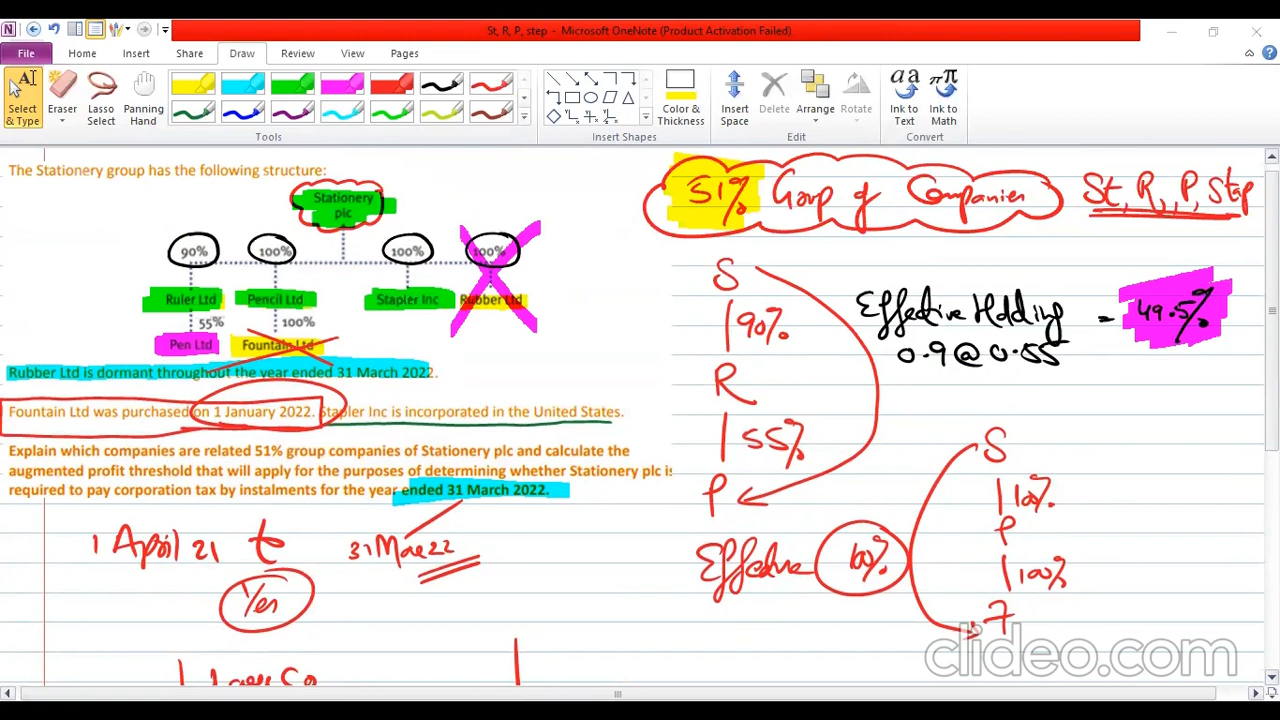 St, R, P, step - Microsoft OneNote (Product Activation Failed)
File Home Insert Share Draw Review View Pages
Select & Type
Eraser
Lasso Select
Panning Hand
Color & Thickness
Insert Space
Delete
Arrange
Rotate
Ink to Text
Ink to Math
Tools
Insert Shapes
Edit
Convert
The Stationery group has the following structure:
Stationery
plc
90% 100% 100% 100%
Ruler Ltd Pencil Ltd Stapler Inc Rubber Ltd
55% 100%
Pen Ltd Fountain Ltd
Rubber Ltd is dormant throughout the year ended 31 March 2022.
Fountain Ltd was purchased on 1 January 2022. Stapler Inc is incorporated in the United States.
Explain which companies are related 51% group companies of Stationery plc and calculate the
augmented profit threshold that will apply for the purposes of determining whether Stationery plc is
required to pay corporation tax by instalments for the year ended 31 March 2022.
1 April 21 t 31 Mar 22
51% Group of Companies St, R, P, Stap
S
90%
R
55%
P
Effective Holding = 49.5%
0.9 @ 0.55
Effective 100%
S
100%
P
100%
F
clideo.com